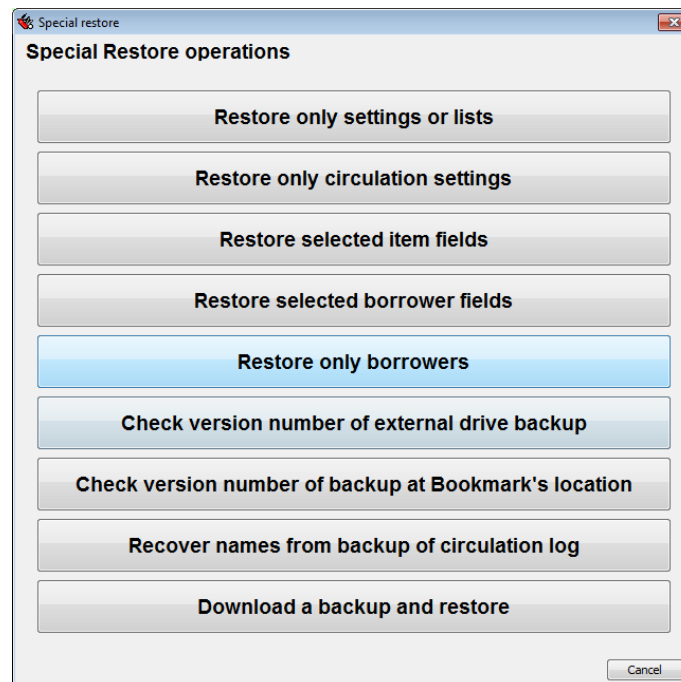 Special restore
Special Restore operations
Restore only settings or lists
Restore only circulation settings
Restore selected item fields
Restore selected borrower fields
Restore only borrowers
Check version number of external drive backup
Check version number of backup at Bookmark's location
Recover names from backup of circulation log
Download a backup and restore
Cancel